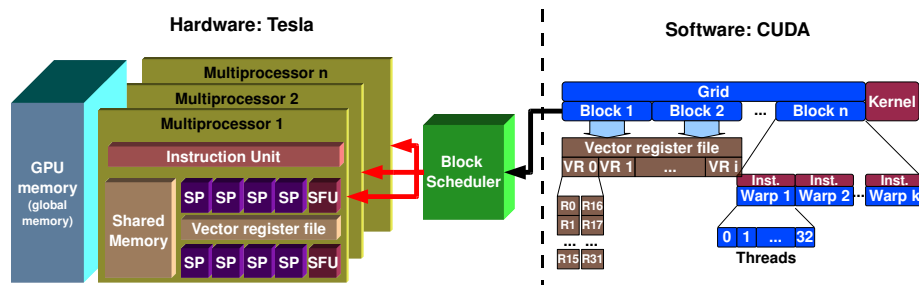 Hardware: Tesla
Multiprocessor n
Multiprocessor 2
Multiprocessor 1
Instruction Unit
GPU
memory
(global
memory)
Shared
Memory
SP SP SP SP SFU
Vector register file
SP SP SP SP SFU
Block
Scheduler
Software: CUDA
Grid
Kernel
Block 1 Block 2 ... Block n
Vector register file
VR 0 VR 1 ... VR i
R0 R16
R1 R17
... ...
R15 R31
Inst. Inst. Inst.
Warp 1 Warp 2 ... Warp k
0 1 ... 32
Threads